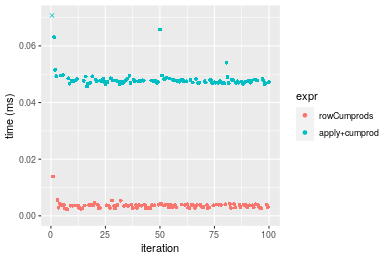 time (ms)
0.06
0.04
0.02
0.00
0
25
50
75
100
iteration
expr
rowCumprods
apply+cumprod